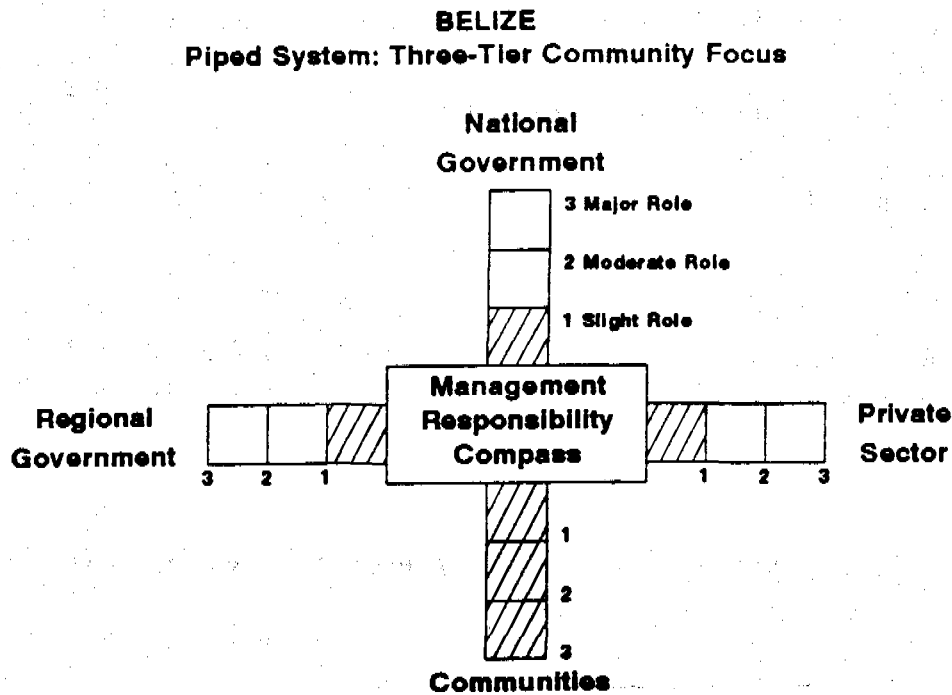 BELIZE
Piped System: Three-Tier Community Focus
National
Government
3 Major Role
2 Moderate Role
1 Slight Role
Management
Responsibility
Compass
Regional
Government
3 2 1
Private
Sector
1 2 3
1
2
3
Communities